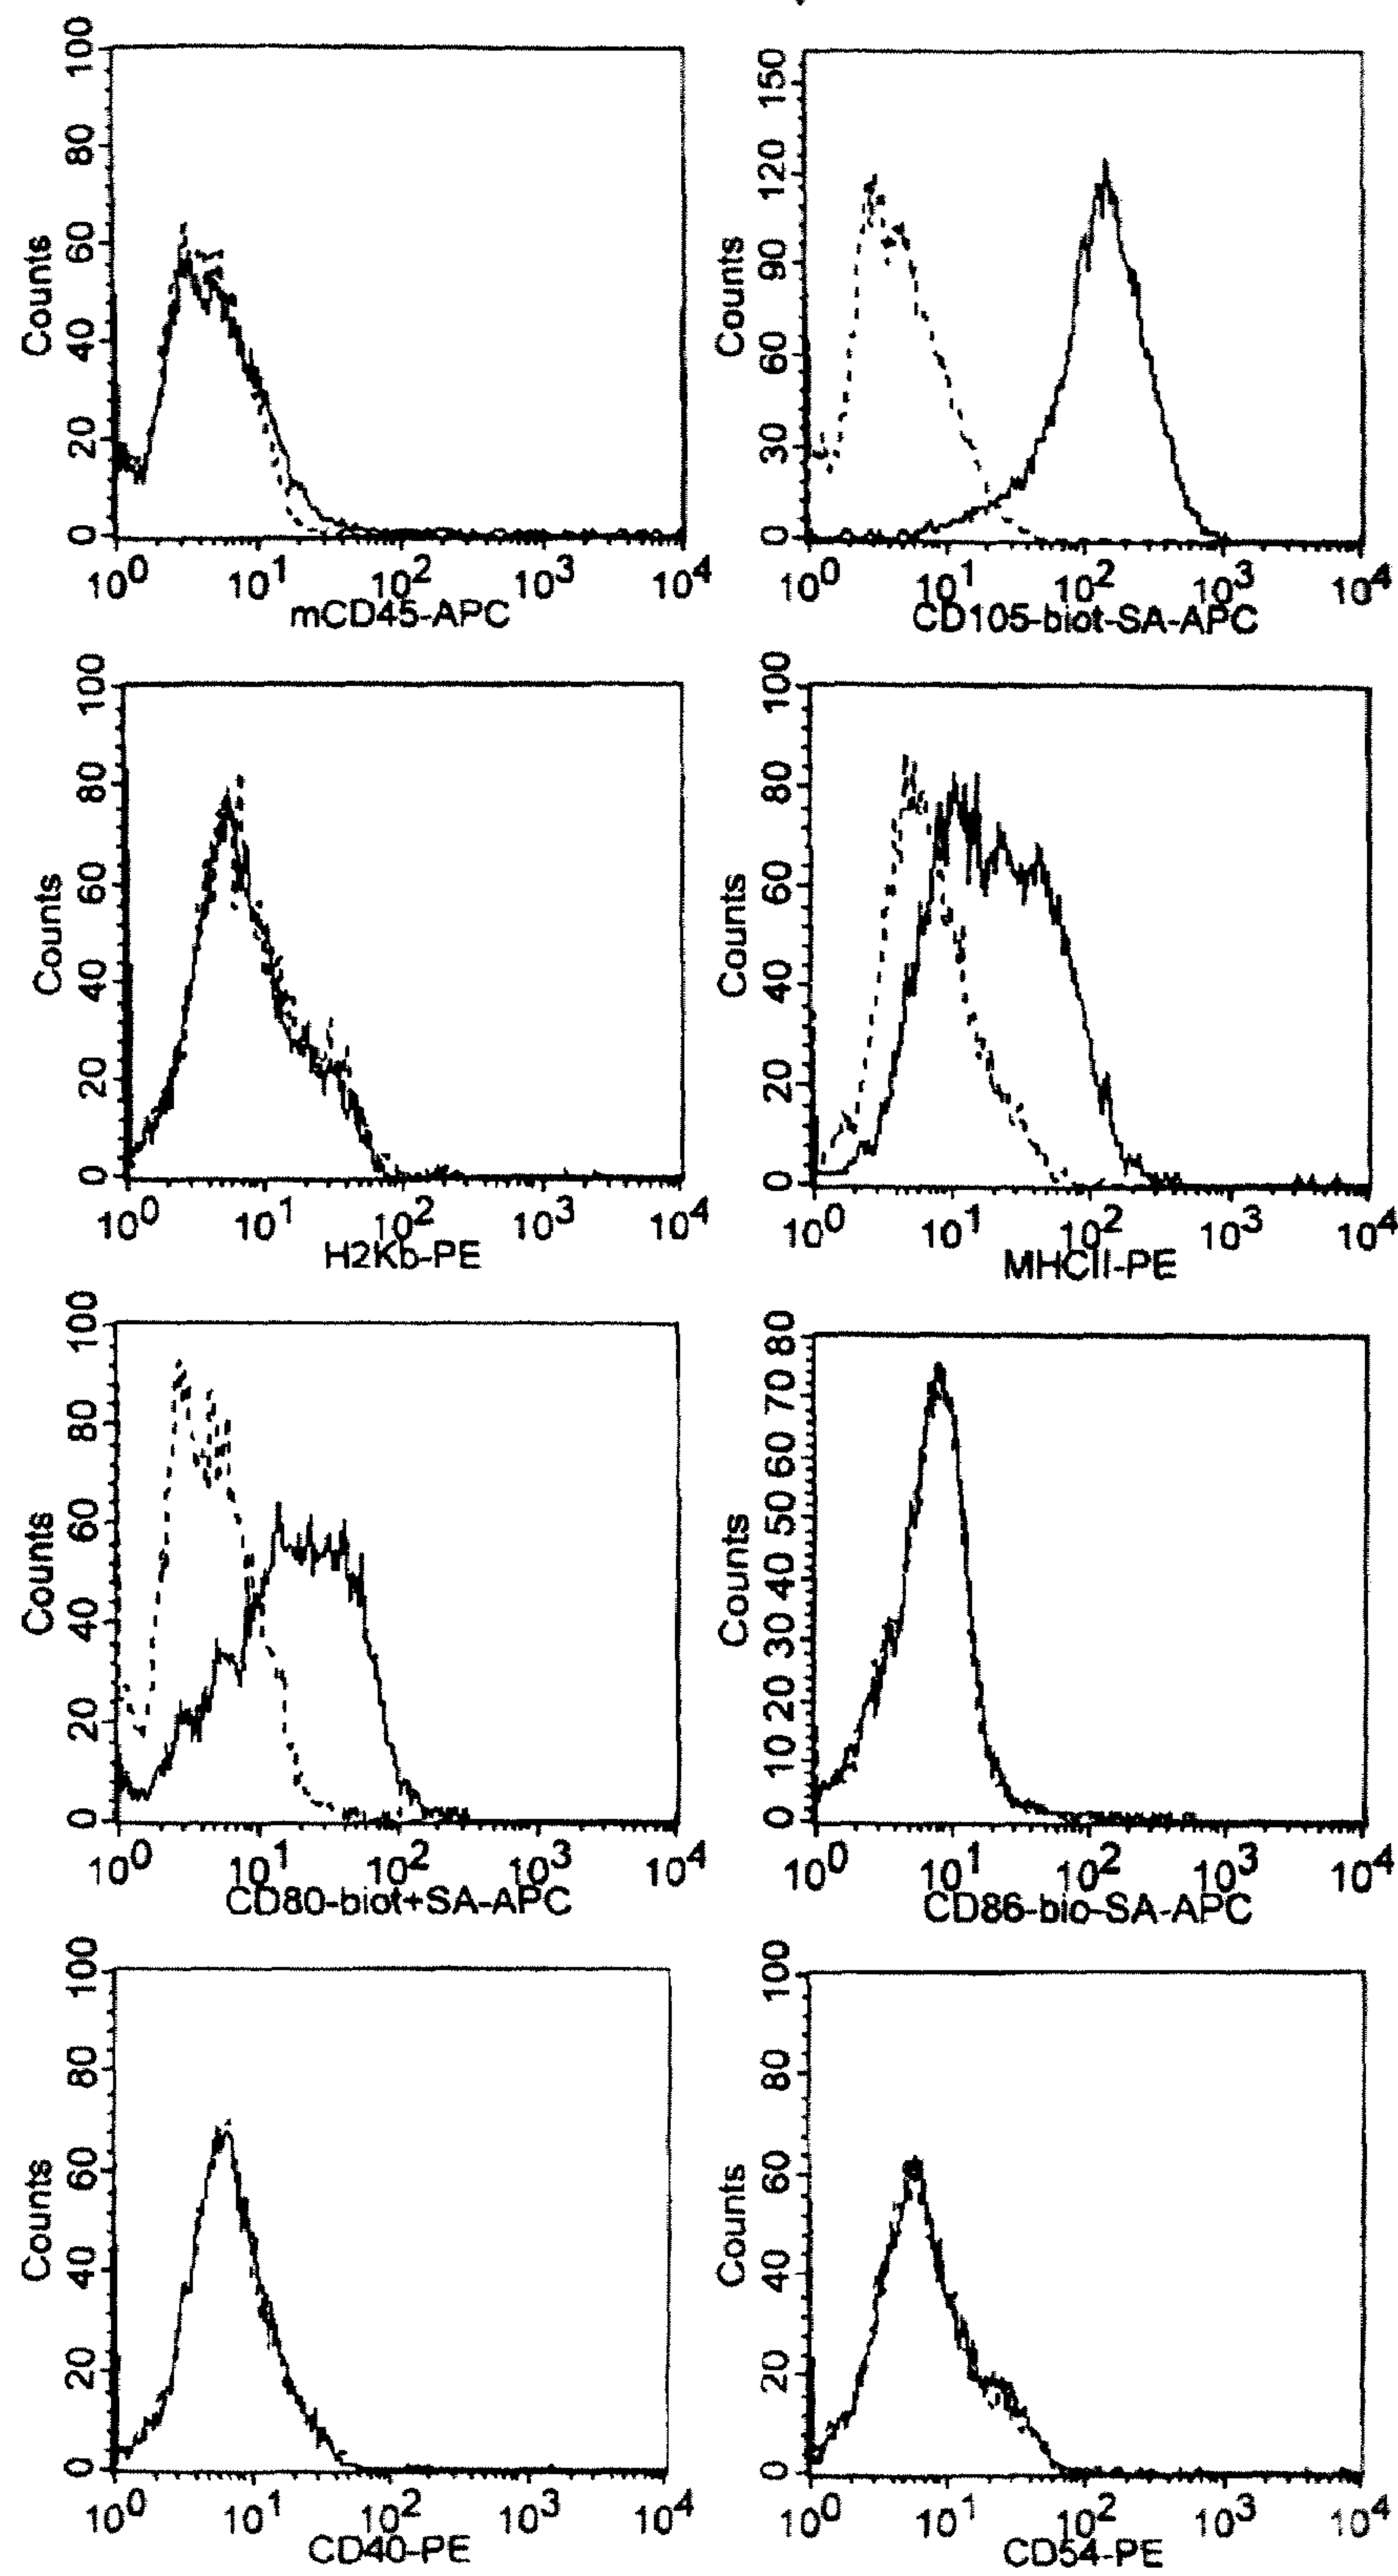 100
80
60
40
20
0
Counts
10^0 10^1 10^2 10^3 10^4
mCD45-APC
150
120
90
60
30
0
Counts
10^0 10^1 10^2 10^3 10^4
CD105-biot-SA-APC
100
80
60
40
20
0
Counts
10^0 10^1 10^2 10^3 10^4
H2Kb-PE
100
80
60
40
20
0
Counts
10^0 10^1 10^2 10^3 10^4
MHCII-PE
100
80
60
40
20
0
Counts
10^0 10^1 10^2 10^3 10^4
CD80-biot+SA-APC
80
70
60
50
40
30
20
10
0
Counts
10^0 10^1 10^2 10^3 10^4
CD86-bio-SA-APC
100
80
60
40
20
0
Counts
10^0 10^1 10^2 10^3 10^4
CD40-PE
100
80
60
40
20
0
Counts
10^0 10^1 10^2 10^3 10^4
CD54-PE